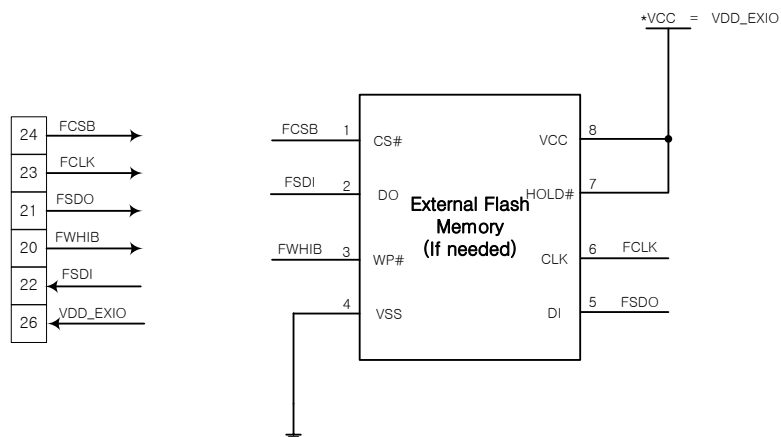 *VCC = VDD_EXIO
24 FCSB
23 FCLK
21 FSDO
20 FWHIB
22 FSDI
26 VDD_EXIO
FCSB 1 CS#
FSDI 2 DO
FWHIB 3 WP#
4 VSS
External Flash
Memory
(If needed)
VCC 8
HOLD# 7
CLK 6 FCLK
DI 5 FSDO